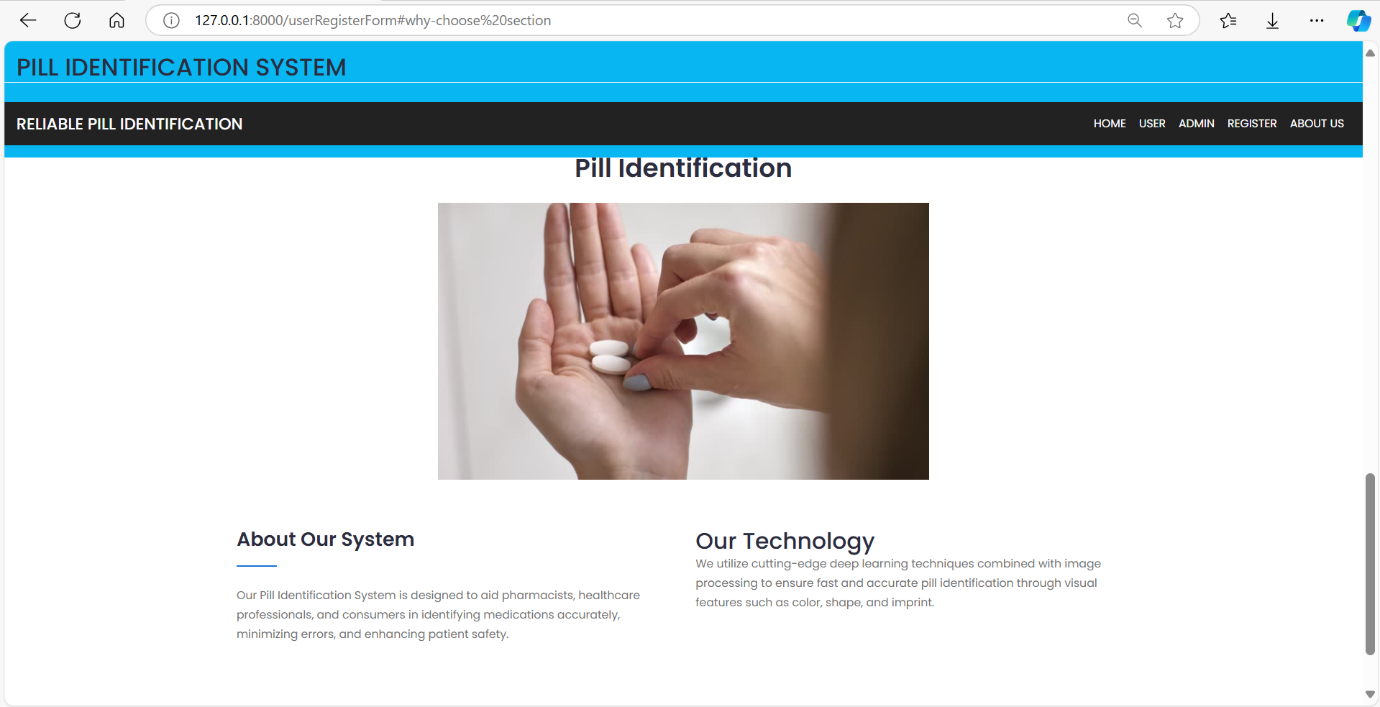 127.0.0.1:8000/userRegisterForm#why-choose%20section
PILL IDENTIFICATION SYSTEM
RELIABLE PILL IDENTIFICATION
HOME USER ADMIN REGISTER ABOUT US
Pill Identification
About Our System
Our Pill Identification System is designed to aid pharmacists, healthcare
professionals, and consumers in identifying medications accurately,
minimizing errors, and enhancing patient safety.
Our Technology
We utilize cutting-edge deep learning techniques combined with image
processing to ensure fast and accurate pill identification through visual
features such as color, shape, and imprint.